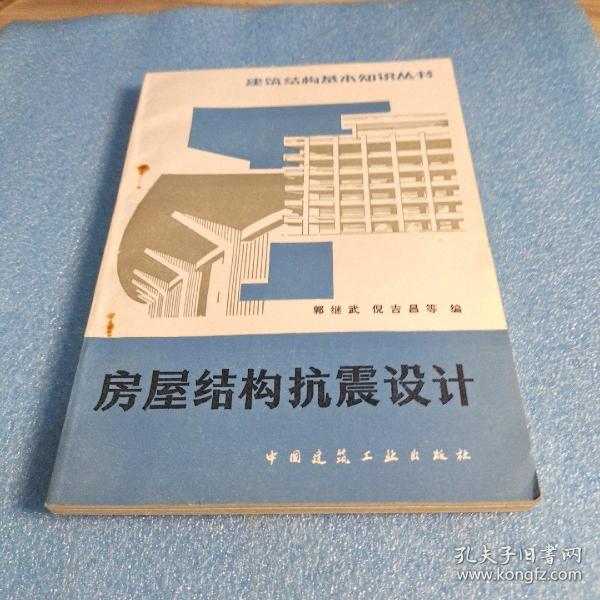 建筑结构基本知识丛书
郭继武 倪吉昌等 编
房屋结构抗震设计
中国建筑工业出版社
孔夫子旧书网
www.kongfz.com